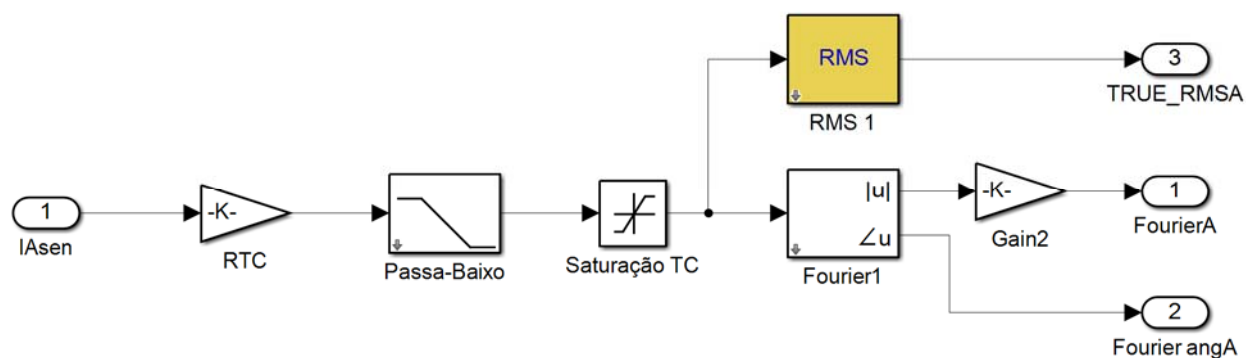 RMS
3
RMS 1
TRUE_RMSA
1
IAsen
-K-
RTC
Passa-Baixo
Saturação TC
|u|
∠u
Fourier1
-K-
Gain2
1
FourierA
2
Fourier angA